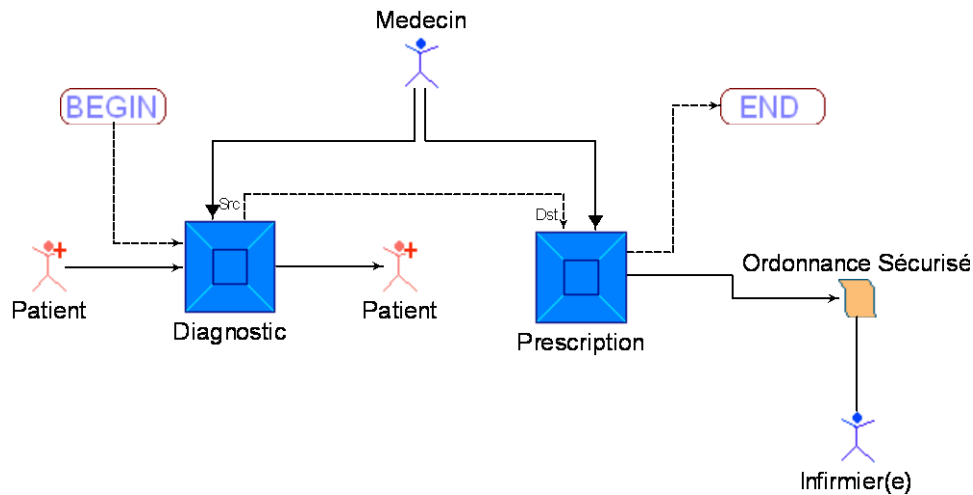 Medecin
BEGIN
END
Src
Dst
Patient
Diagnostic
Patient
Prescription
Ordonnance Sécurisé
Infirmier(e)